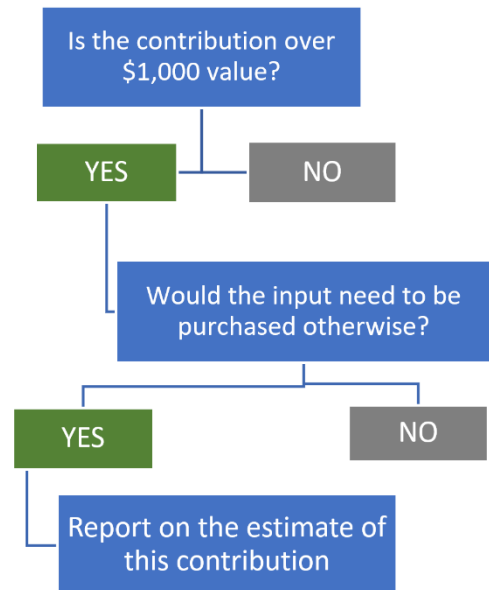 Is the contribution over
$1,000 value?
YES
NO
Would the input need to be
purchased otherwise?
YES
NO
Report on the estimate of
this contribution